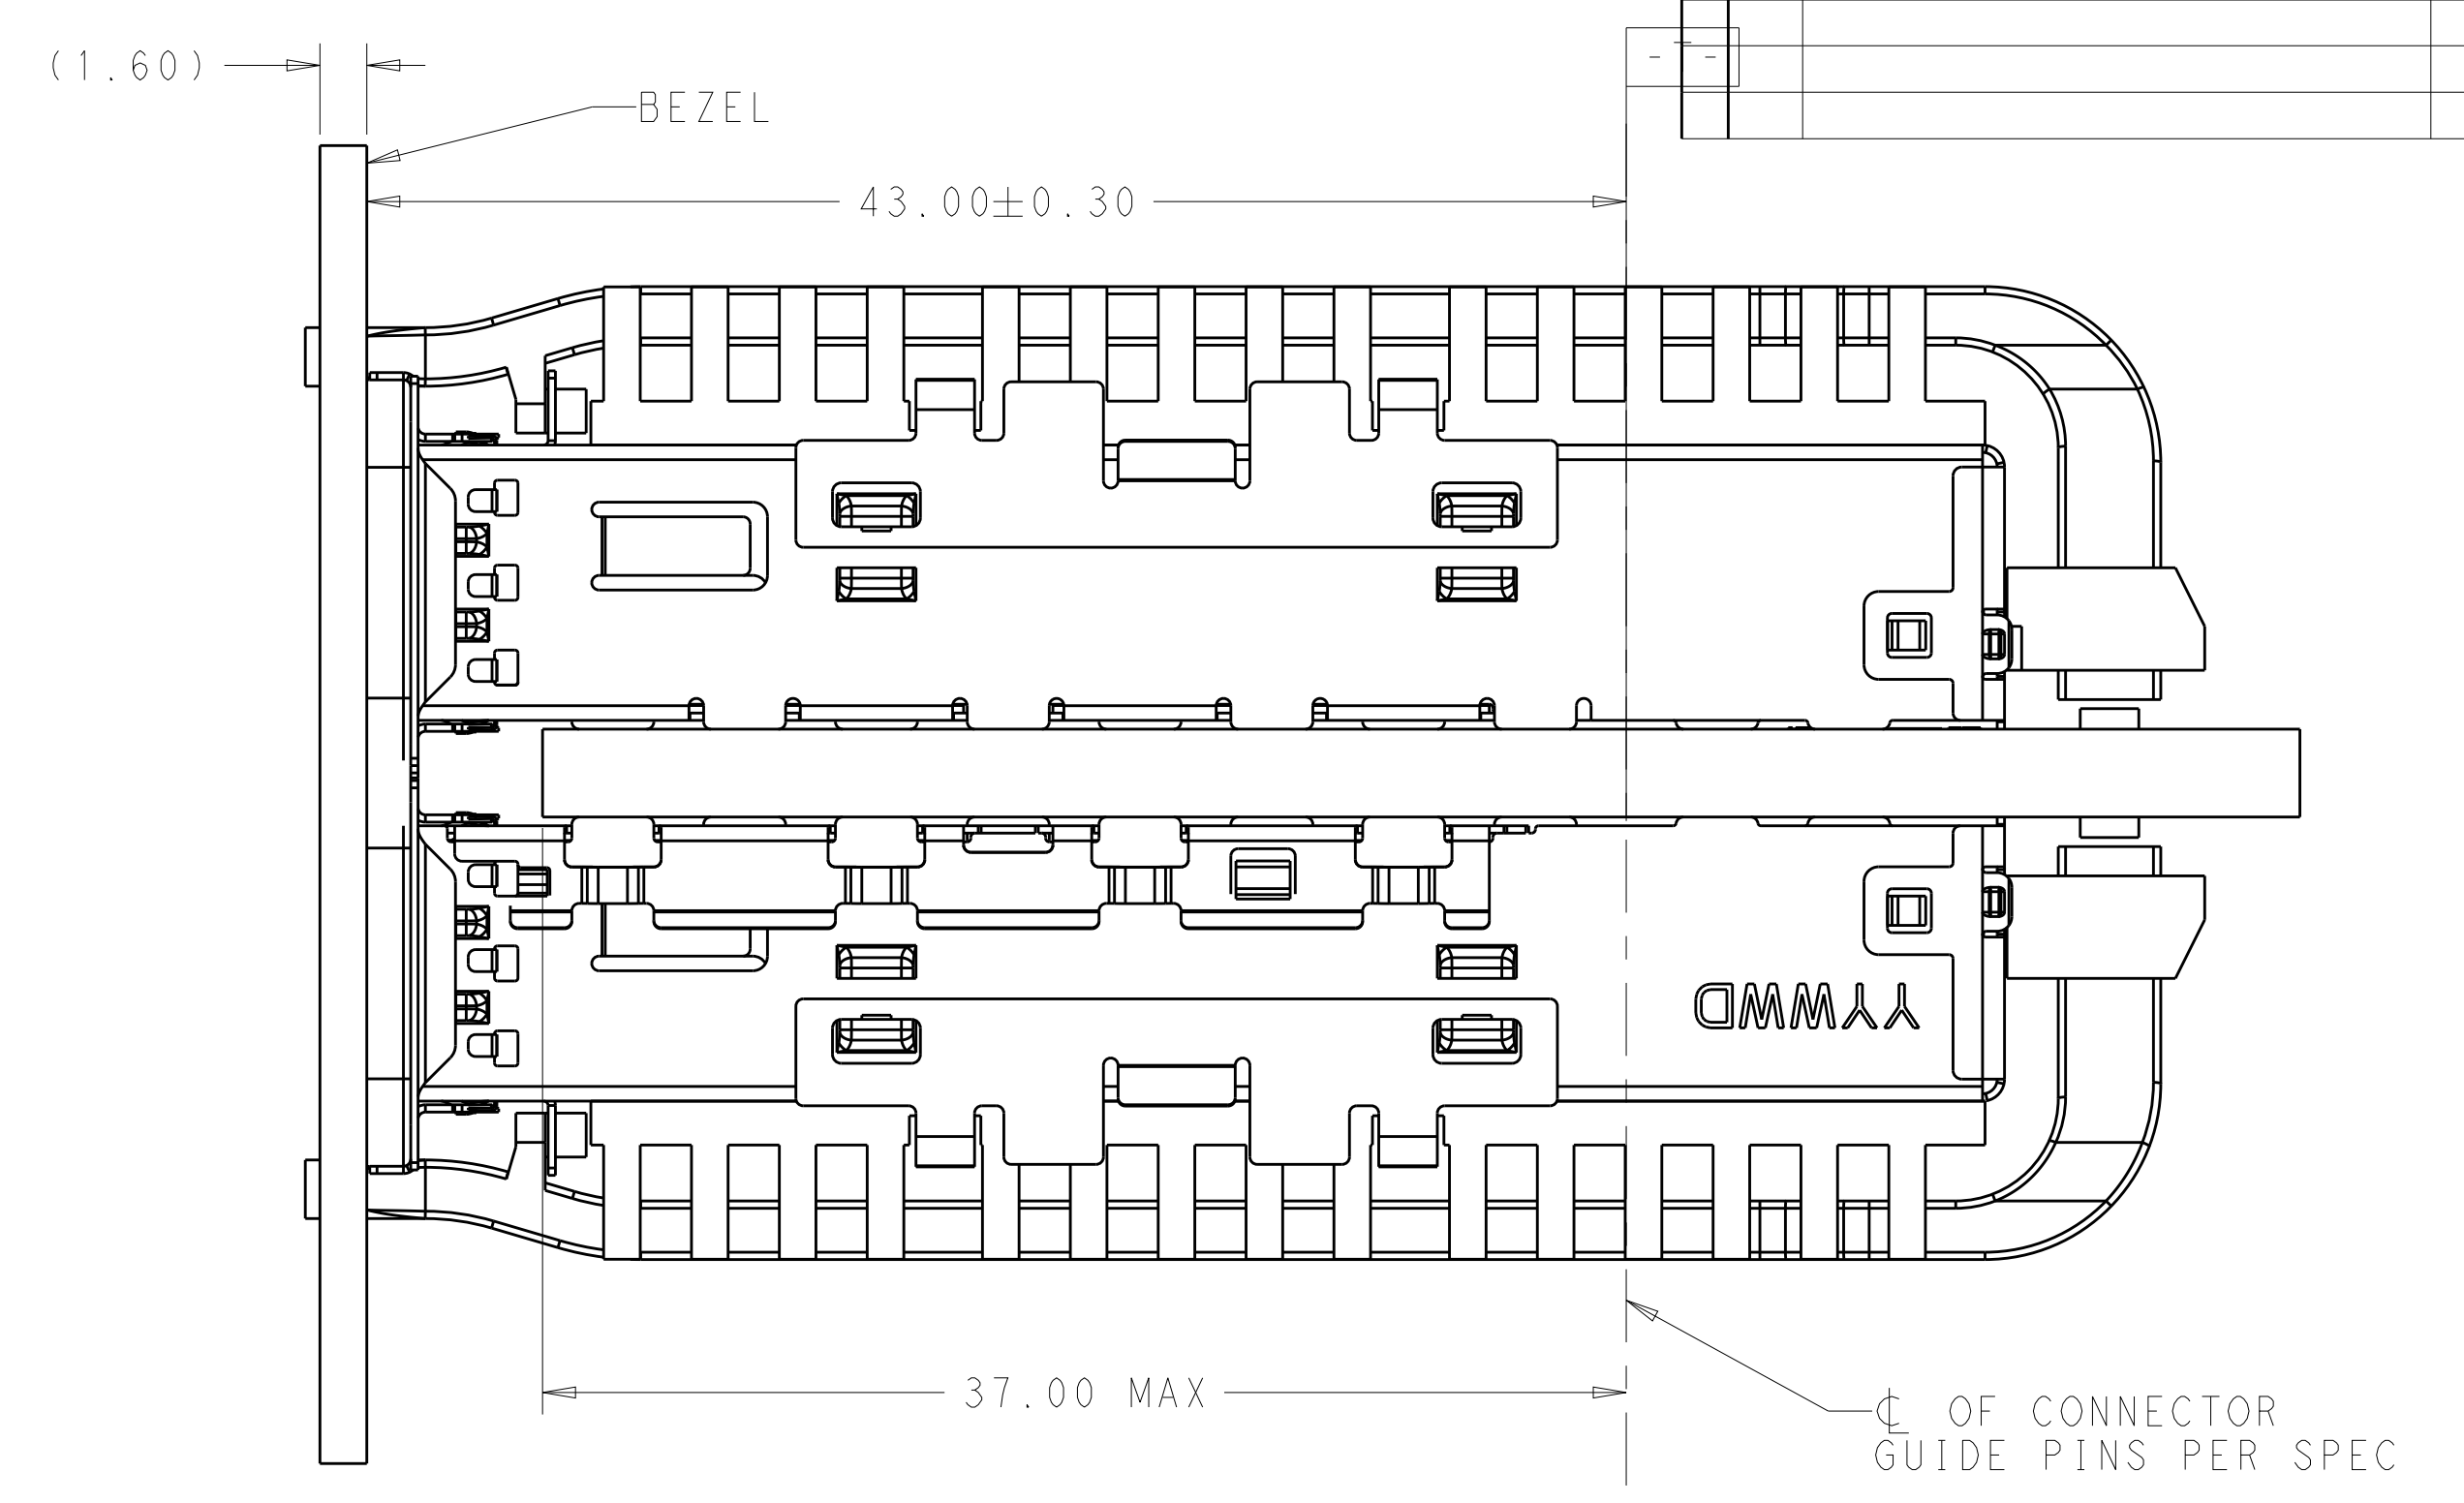 (1.60)
BEZEL
43.00±0.30
YYWWD
37.00 MAX
℄ OF CONNECTOR
GUIDE PINS PER SPEC